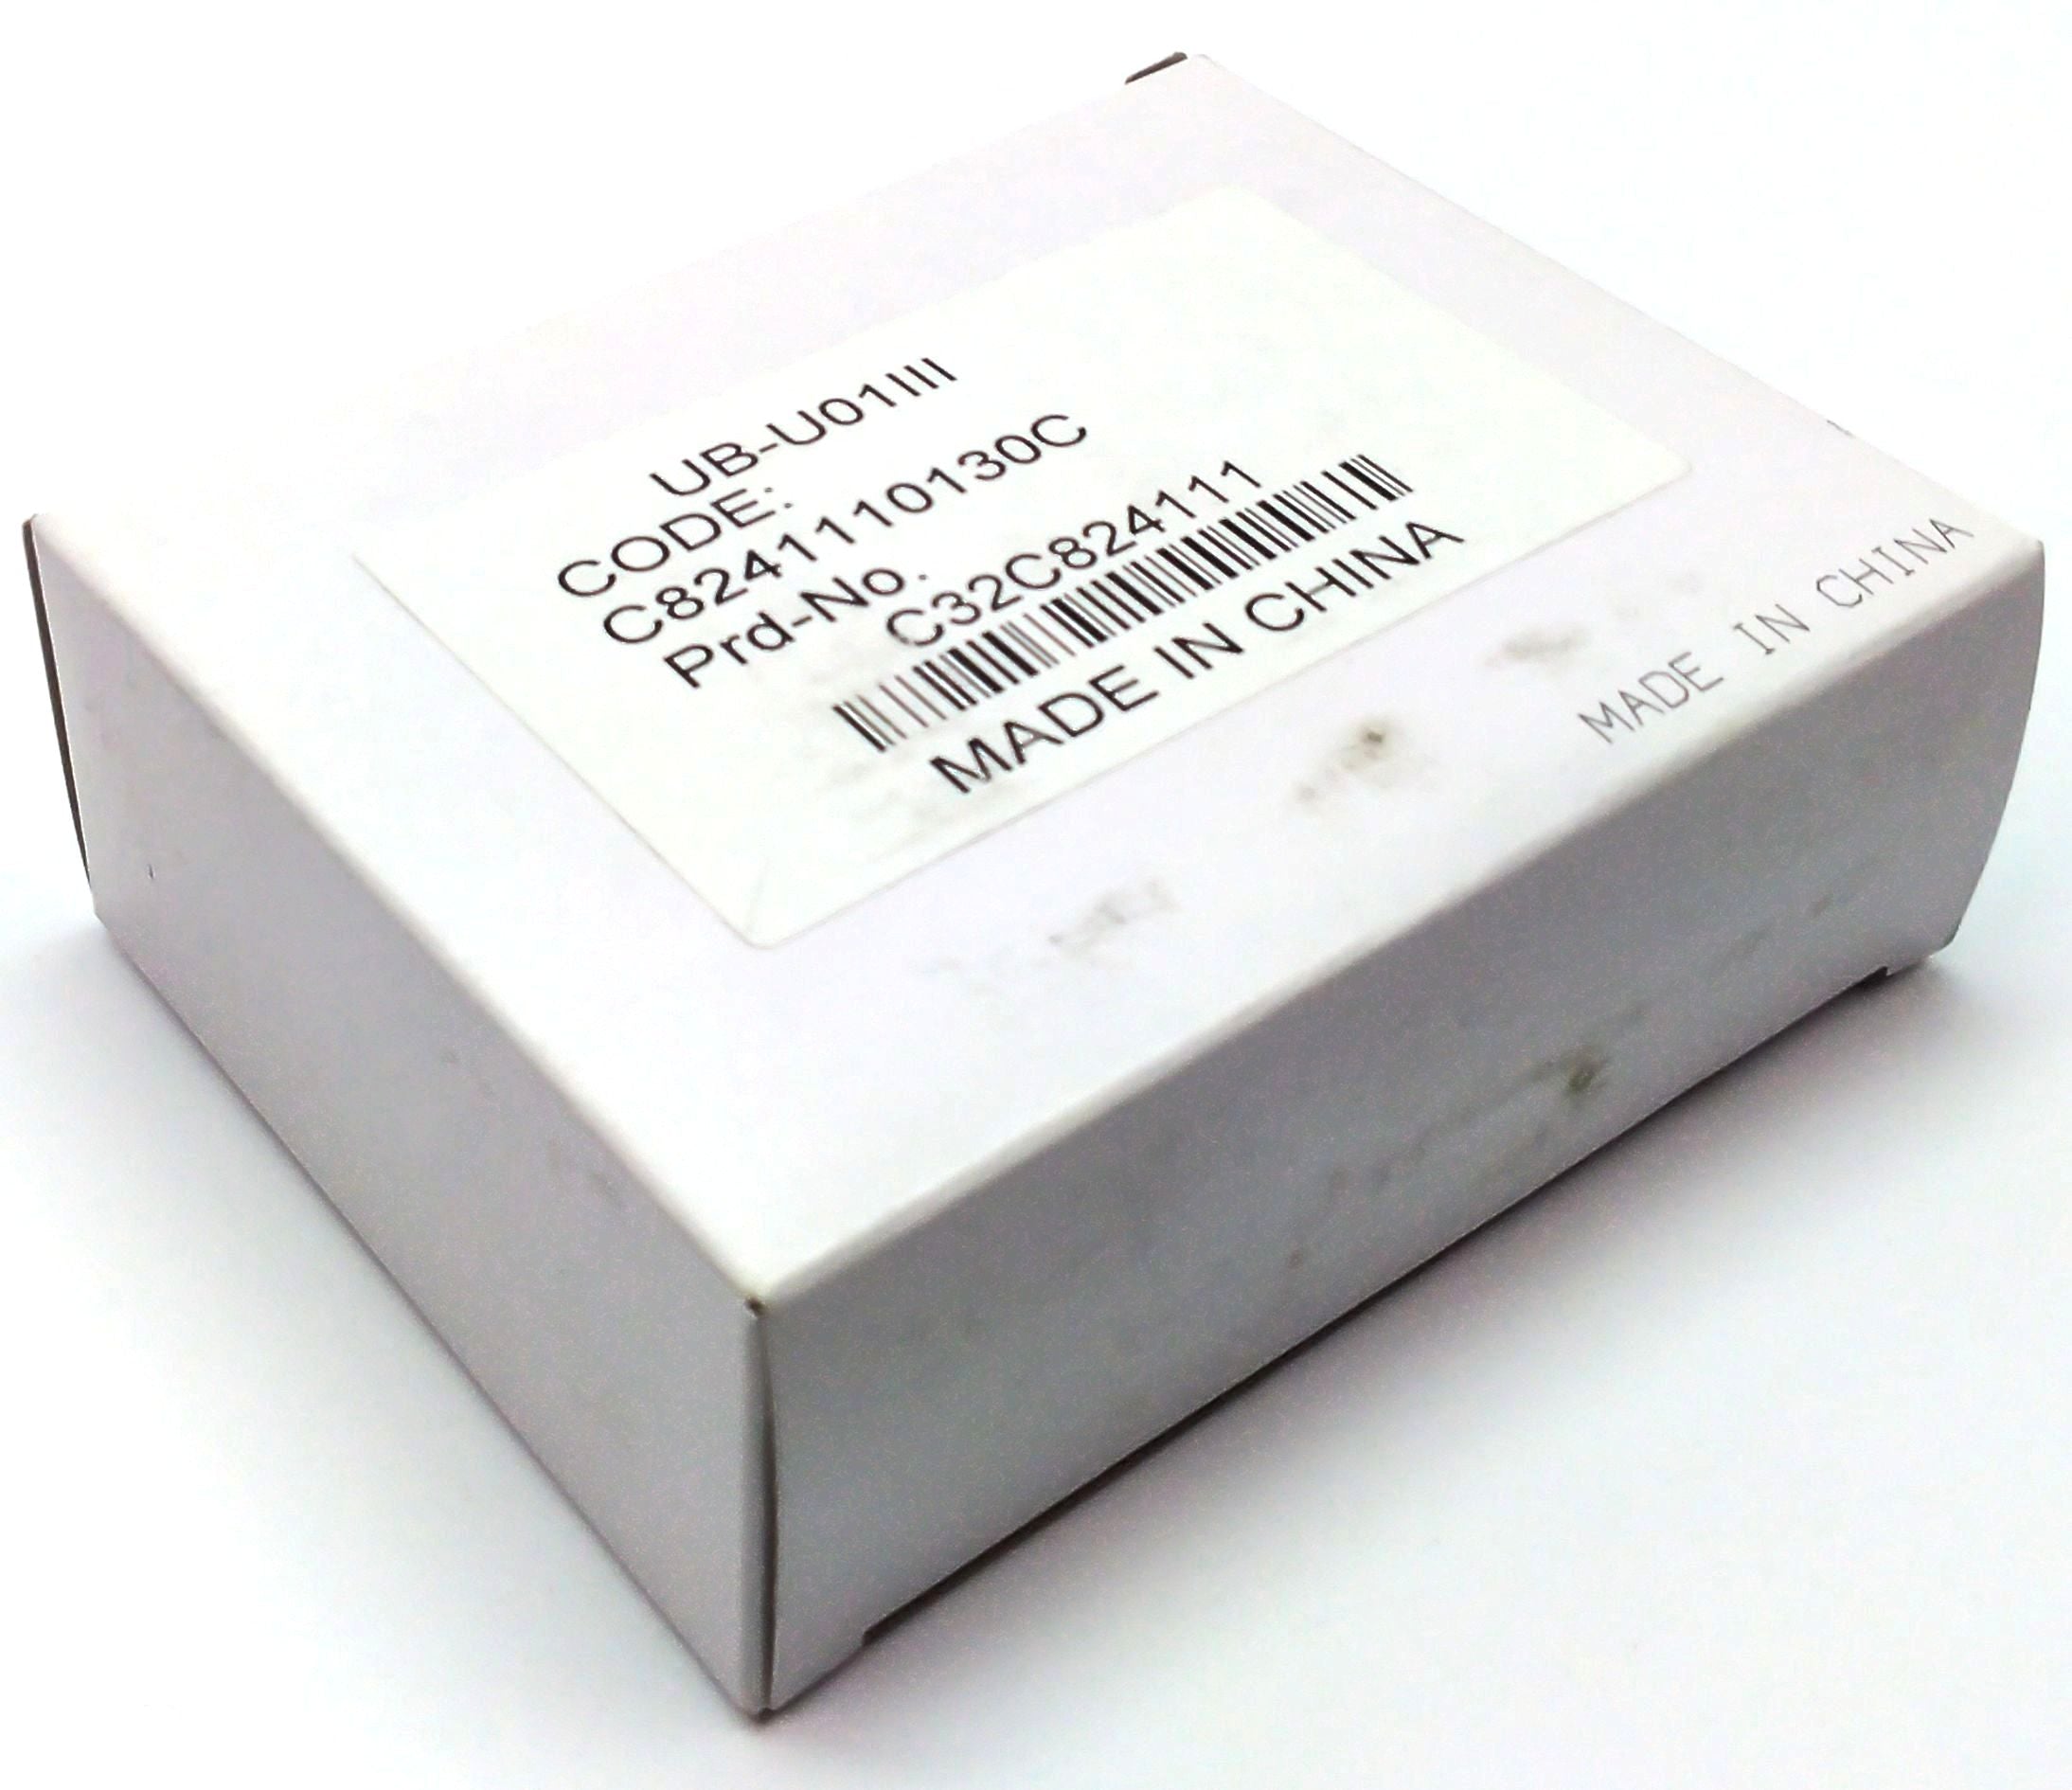 UB-U01III
CODE:
C8241110130C
Prd-No.
C32C824111
MADE IN CHINA
MADE IN CHINA